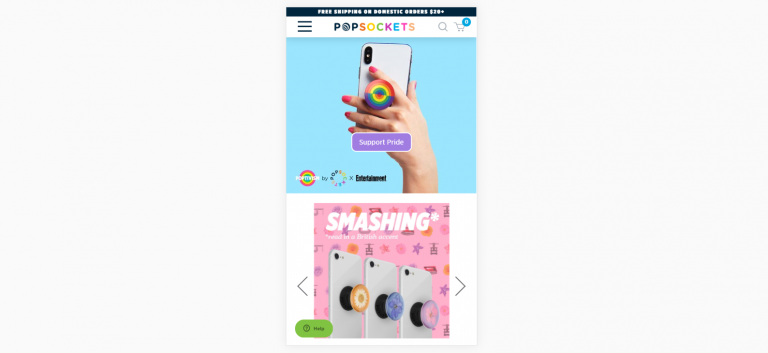 FREE SHIPPING ON DOMESTIC ORDERS $20+
POPSOCKETS
0
Support Pride
by
x Entertainment
SMASHING*
*said in a British accent
Help